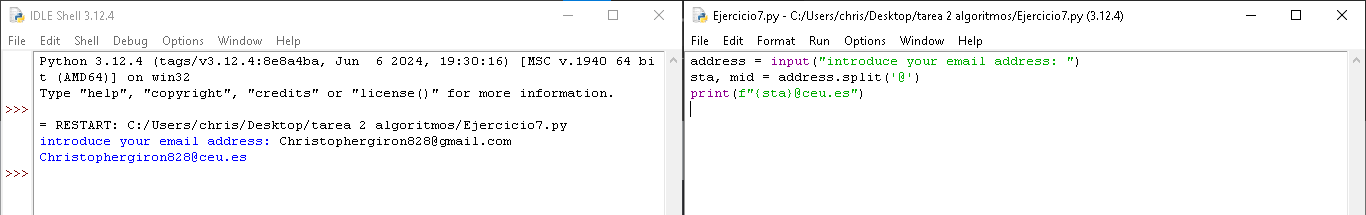 IDLE Shell 3.12.4
File Edit Shell Debug Options Window Help
Python 3.12.4 (tags/v3.12.4:8e8a4ba, Jun  6 2024, 19:30:16) [MSC v.1940 64 bi
t (AMD64)] on win32
Type "help", "copyright", "credits" or "license()" for more information.
>>>
= RESTART: C:/Users/chris/Desktop/tarea 2 algoritmos/Ejercicio7.py
introduce your email address: Christophergiron828@gmail.com
Christophergiron828@ceu.es
>>>
Ejercicio7.py - C:/Users/chris/Desktop/tarea 2 algoritmos/Ejercicio7.py (3.12.4)
File Edit Format Run Options Window Help
address = input("introduce your email address: ")
sta, mid = address.split('@')
print(f"{sta}@ceu.es")